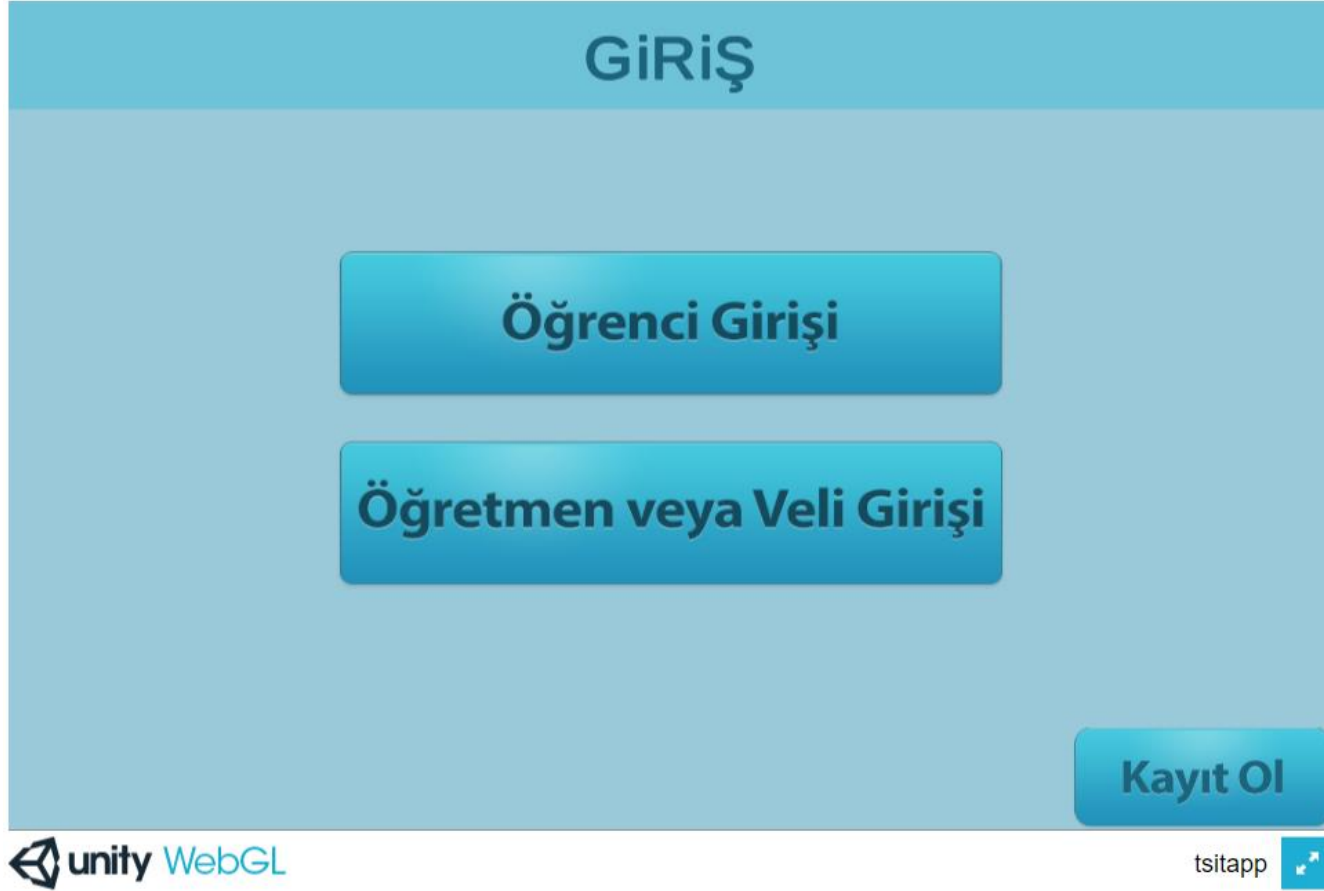 GiRiŞ
Öğrenci Girişi
Öğretmen veya Veli Girişi
Kayıt Ol
unity WebGL
tsitapp